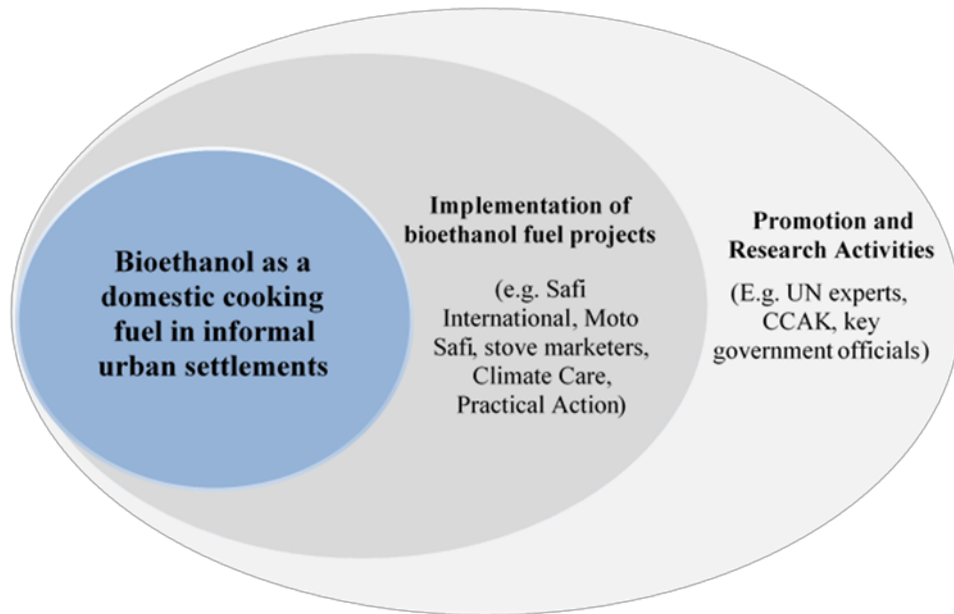 Bioethanol as a
domestic cooking
fuel in informal
urban settlements
Implementation of
bioethanol fuel projects
(e.g. Safi
International, Moto
Safi, stove marketers,
Climate Care,
Practical Action)
Promotion and
Research Activities
(E.g. UN experts,
CCAK, key
government officials)